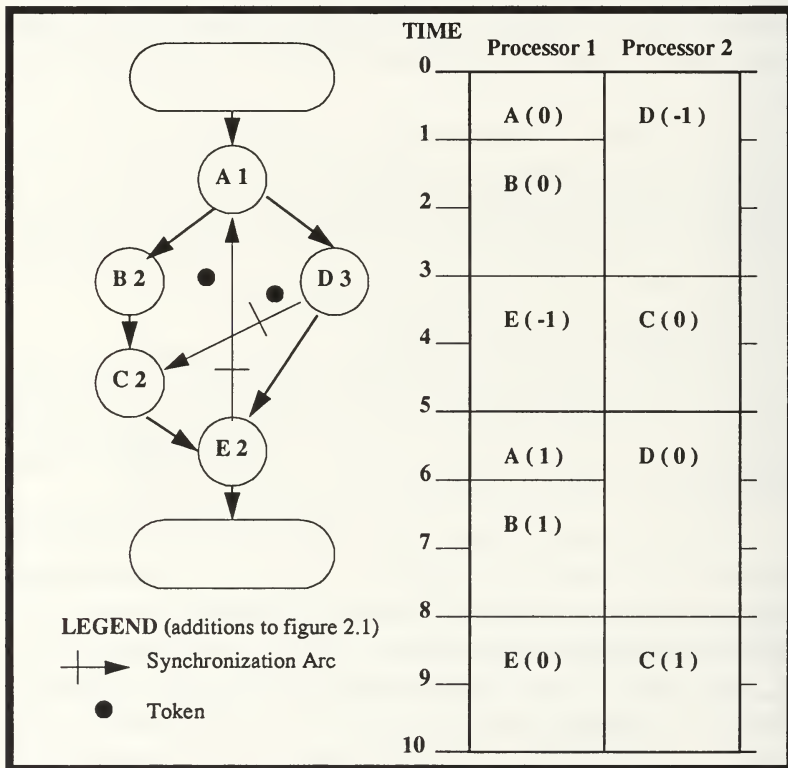 A 1
B 2
D 3
C 2
E 2
LEGEND (additions to figure 2.1)
Synchronization Arc
Token
TIME
Processor 1 Processor 2
0
A ( 0 ) D ( -1 )
1
B ( 0 )
2
3
E ( -1 ) C ( 0 )
4
5
A ( 1 ) D ( 0 )
6
B ( 1 )
7
8
E ( 0 ) C ( 1 )
9
10